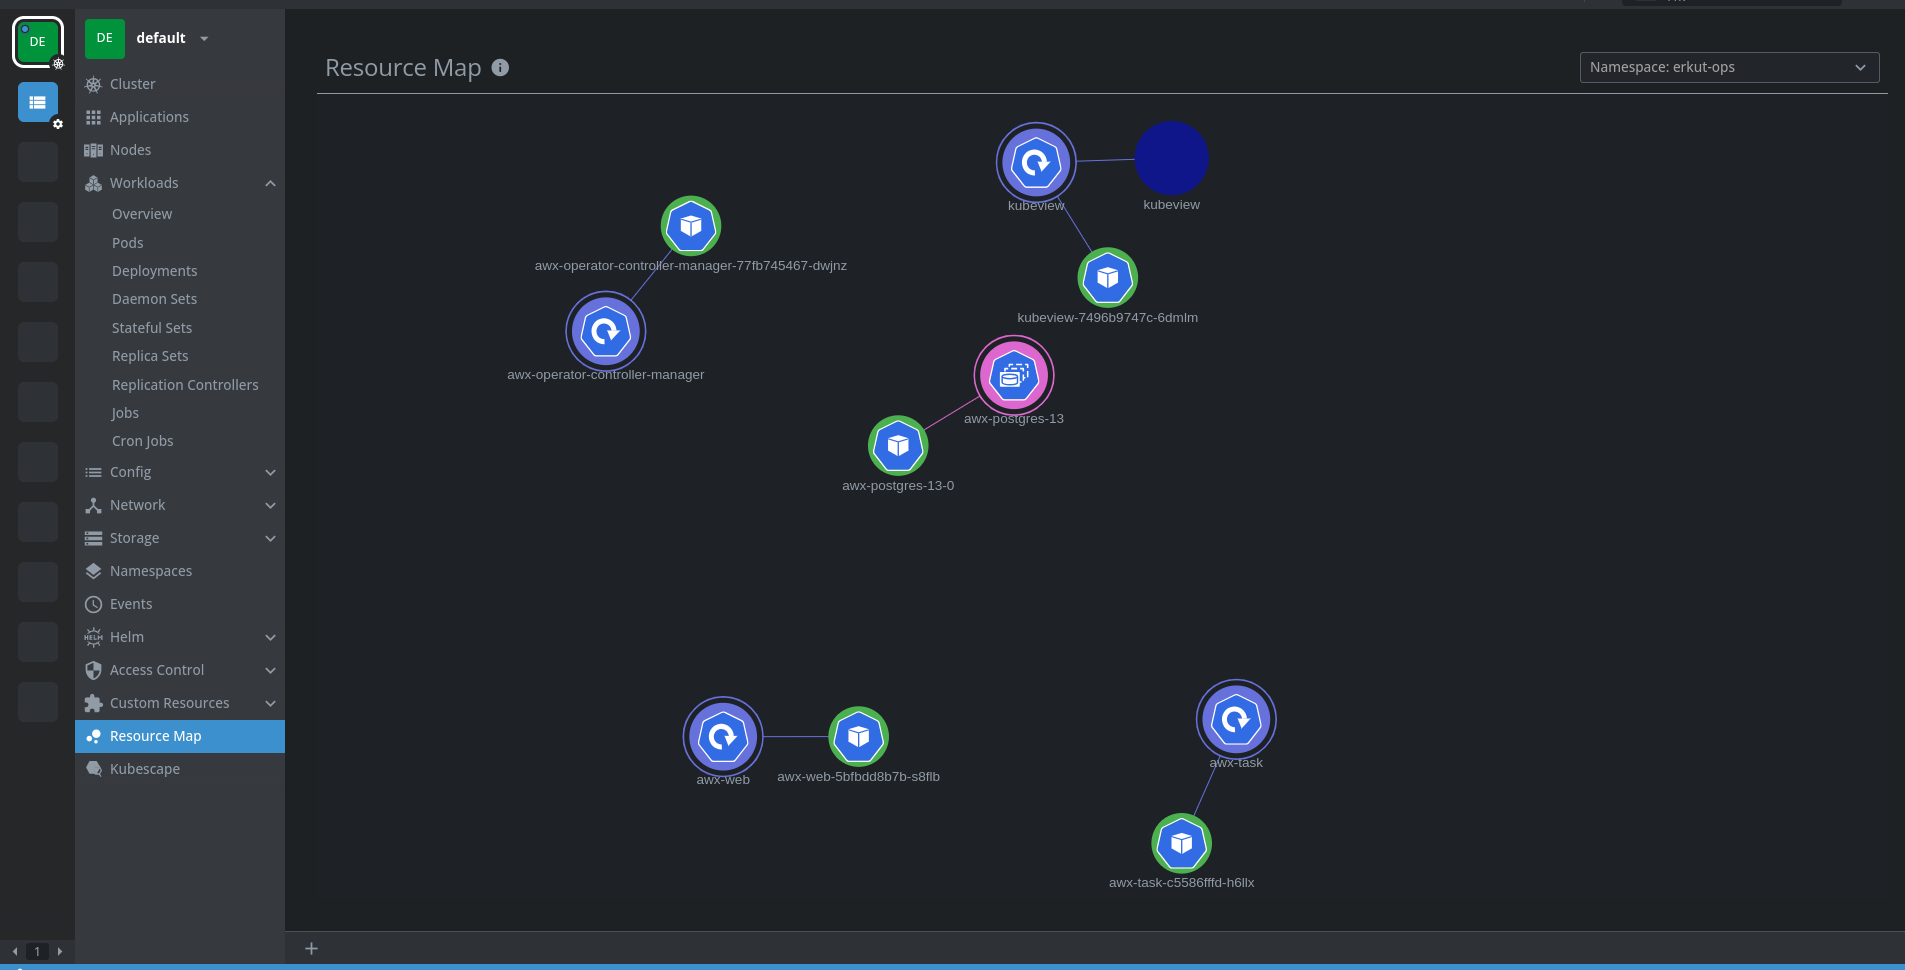 DE
DE
default
Cluster
Applications
Nodes
Workloads
Overview
Pods
Deployments
Daemon Sets
Stateful Sets
Replica Sets
Replication Controllers
Jobs
Cron Jobs
Config
Network
Storage
Namespaces
Events
HELM
Helm
Access Control
Custom Resources
Resource Map
Kubescape
1
Resource Map
Namespace: erkut-ops
kubeview
kubeview
awx-operator-controller-manager-77fb745467-dwjnz
kubeview-7496b9747c-6dmlm
awx-operator-controller-manager
awx-postgres-13
awx-postgres-13-0
awx-web
awx-web-5bfbdd8b7b-s8flb
awx-task
awx-task-c5586fffd-h6llx